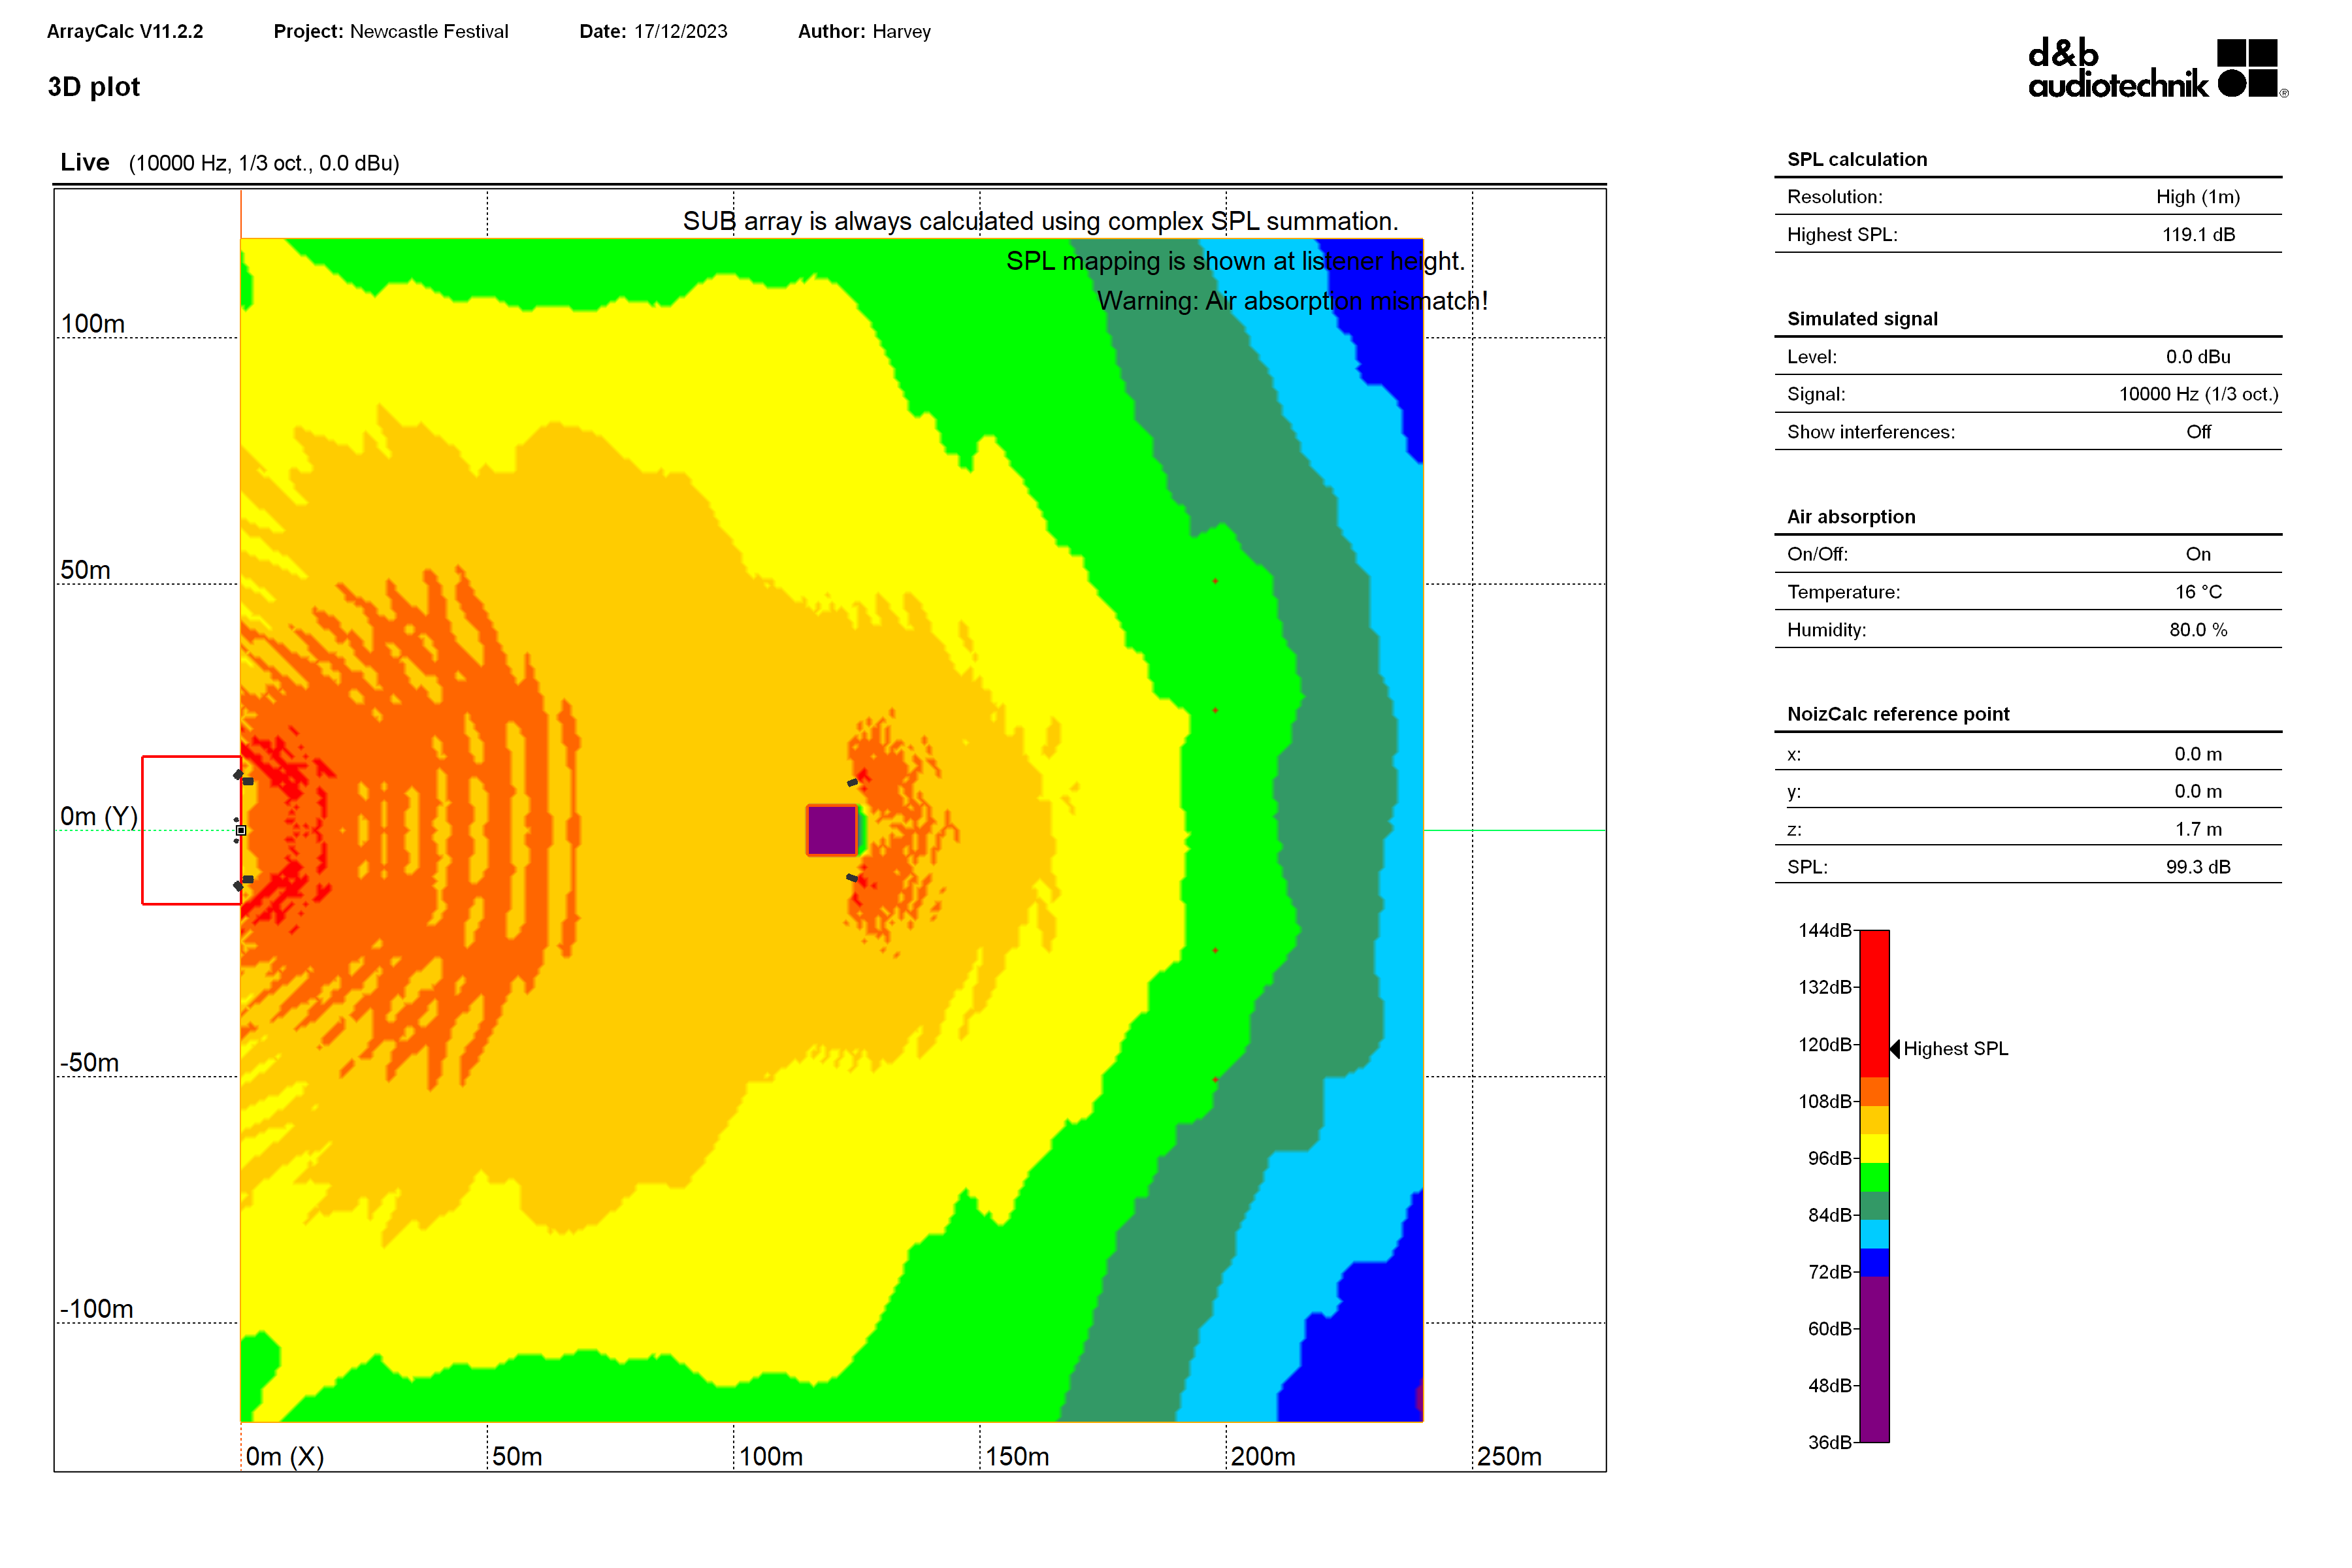 ArrayCalc V11.2.2 Project: Newcastle Festival Date: 17/12/2023 Author: Harvey
3D plot
d&b
audiotechnik ®
Live (10000 Hz, 1/3 oct., 0.0 dBu)
SUB array is always calculated using complex SPL summation.
SPL mapping is shown at listener height.
Warning: Air absorption mismatch!
100m
50m
0m (Y)
-50m
-100m
0m (X) 50m 100m 150m 200m 250m
SPL calculation
Resolution: High (1m)
Highest SPL: 119.1 dB
Simulated signal
Level: 0.0 dBu
Signal: 10000 Hz (1/3 oct.)
Show interferences: Off
Air absorption
On/Off: On
Temperature: 16 °C
Humidity: 80.0 %
NoizCalc reference point
x: 0.0 m
y: 0.0 m
z: 1.7 m
SPL: 99.3 dB
144dB
132dB
120dB
Highest SPL
108dB
96dB
84dB
72dB
60dB
48dB
36dB